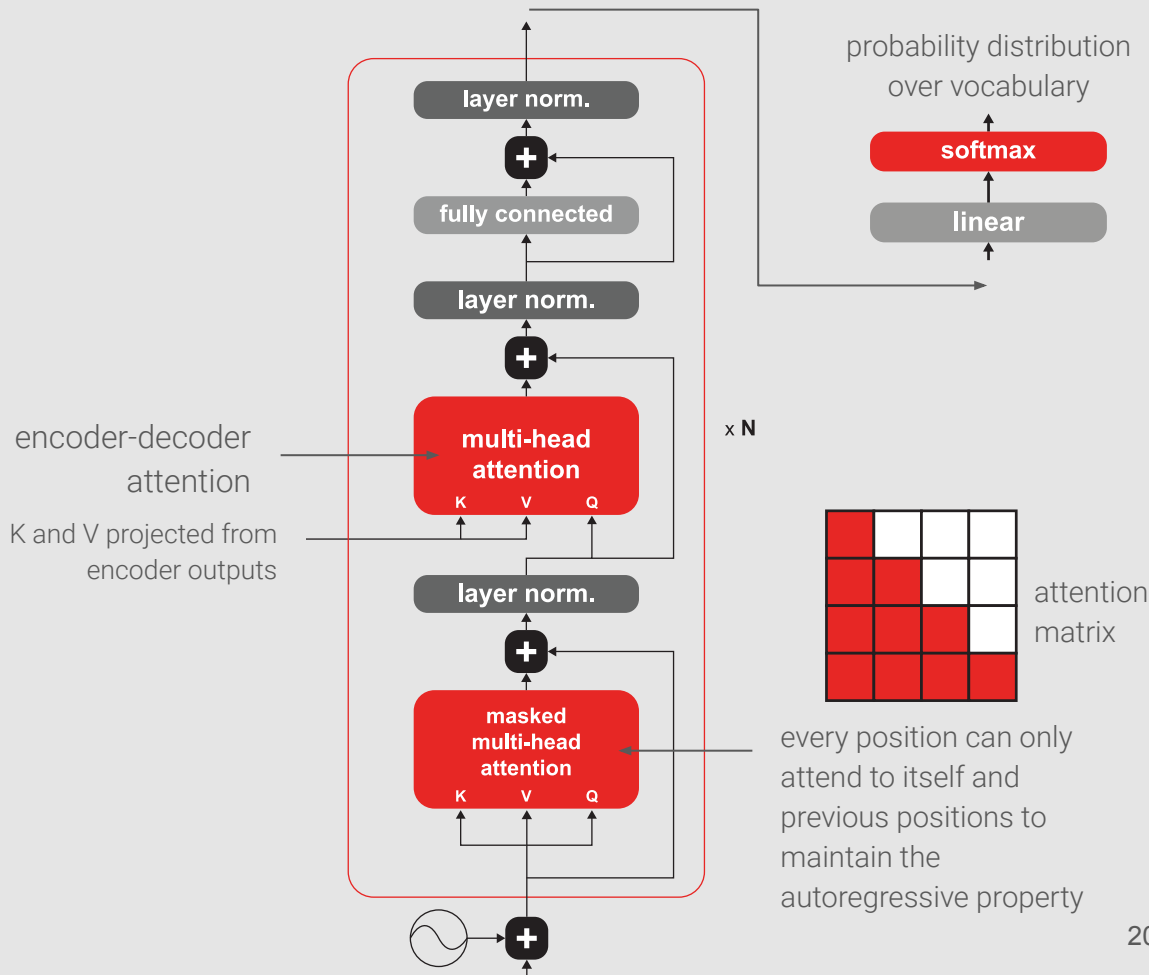 probability distribution
over vocabulary
softmax
linear
layer norm.
fully connected
layer norm.
multi-head
attention
K V Q
x N
encoder-decoder
attention
K and V projected from
encoder outputs
layer norm.
masked
multi-head
attention
K V Q
attention
matrix
every position can only
attend to itself and
previous positions to
maintain the
autoregressive property
20